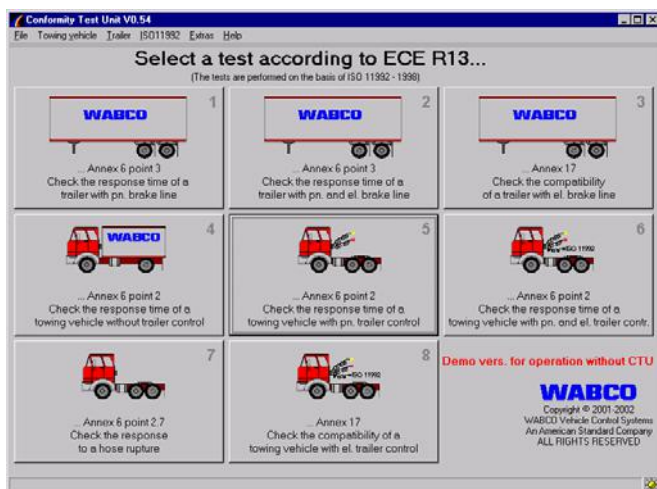 Conformity Test Unit V0.54
File Towing vehicle Trailer ISO11992 Extras Help
Select a test according to ECE R13...
(The tests are performed on the basis of ISO 11992 - 1998)
1
WABCO
... Annex 6 point 3
Check the response time of a
trailer with pn. brake line
2
WABCO
... Annex 6 point 3
Check the response time of a
trailer with pn. and el. brake line
3
WABCO
... Annex 17
Check the compatibility
of a trailer with el. brake line
4
WABCO
... Annex 6 point 2
Check the response time of a
towing vehicle without trailer control
5
... Annex 6 point 2
Check the response time of a
towing vehicle with pn. trailer control
6
ISO 11992
... Annex 6 point 2
Check the response time of a
towing vehicle with pn. and el. trailer contr.
7
... Annex 6 point 2.7
Check the response
to a hose rupture
8
ISO 11992
... Annex 17
Check the compatibility of a
towing vehicle with el. trailer control
Demo vers. for operation without CTU
WABCO
Copyright © 2001-2002
WABCO Vehicle Control Systems
An American Standard Company
ALL RIGHTS RESERVED